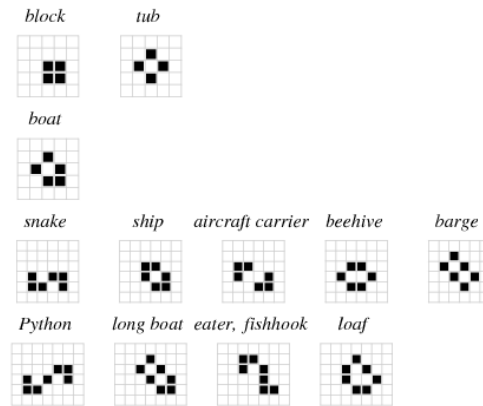 block tub
boat
snake ship aircraft carrier beehive barge
Python long boat eater, fishhook loaf